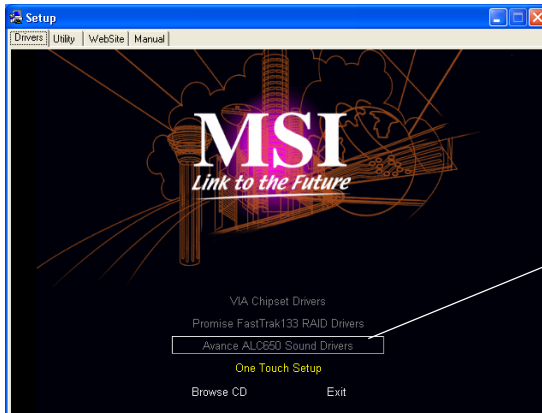 Setup
Drivers Utility WebSite Manual
MSI
Link to the Future
VIA Chipset Drivers
Promise FastTrak133 RAID Drivers
Avance ALC650 Sound Drivers
One Touch Setup
Browse CD Exit